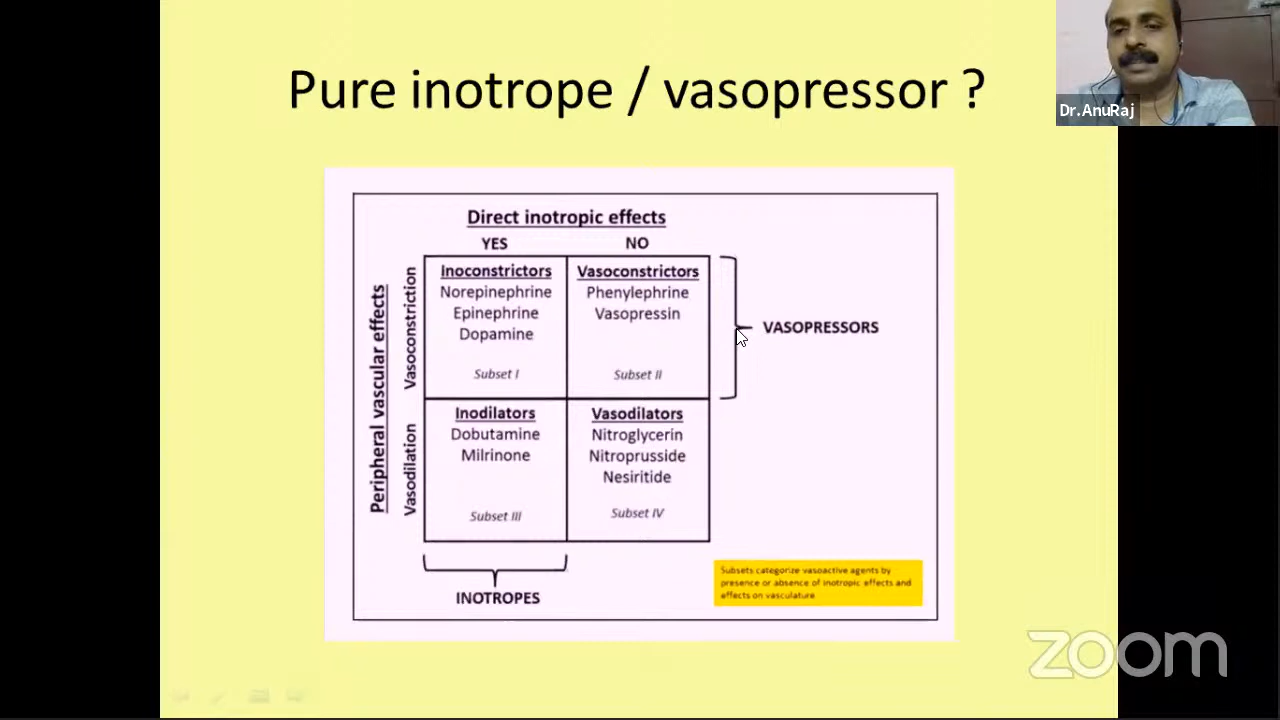 Pure inotrope / vasopressor ?
Dr.AnuRaj
Direct inotropic effects
YES
NO
Peripheral vascular effects
Vasoconstriction
Inoconstrictors
Norepinephrine
Epinephrine
Dopamine
Subset I
Vasoconstrictors
Phenylephrine
Vasopressin
Subset II
VASOPRESSORS
Vasodilation
Inodilators
Dobutamine
Milrinone
Subset III
Vasodilators
Nitroglycerin
Nitroprusside
Nesiritide
Subset IV
INOTROPES
Subsets categorize vasoactive agents by
presence or absence of inotropic effects and
effects on vasculature
zoom